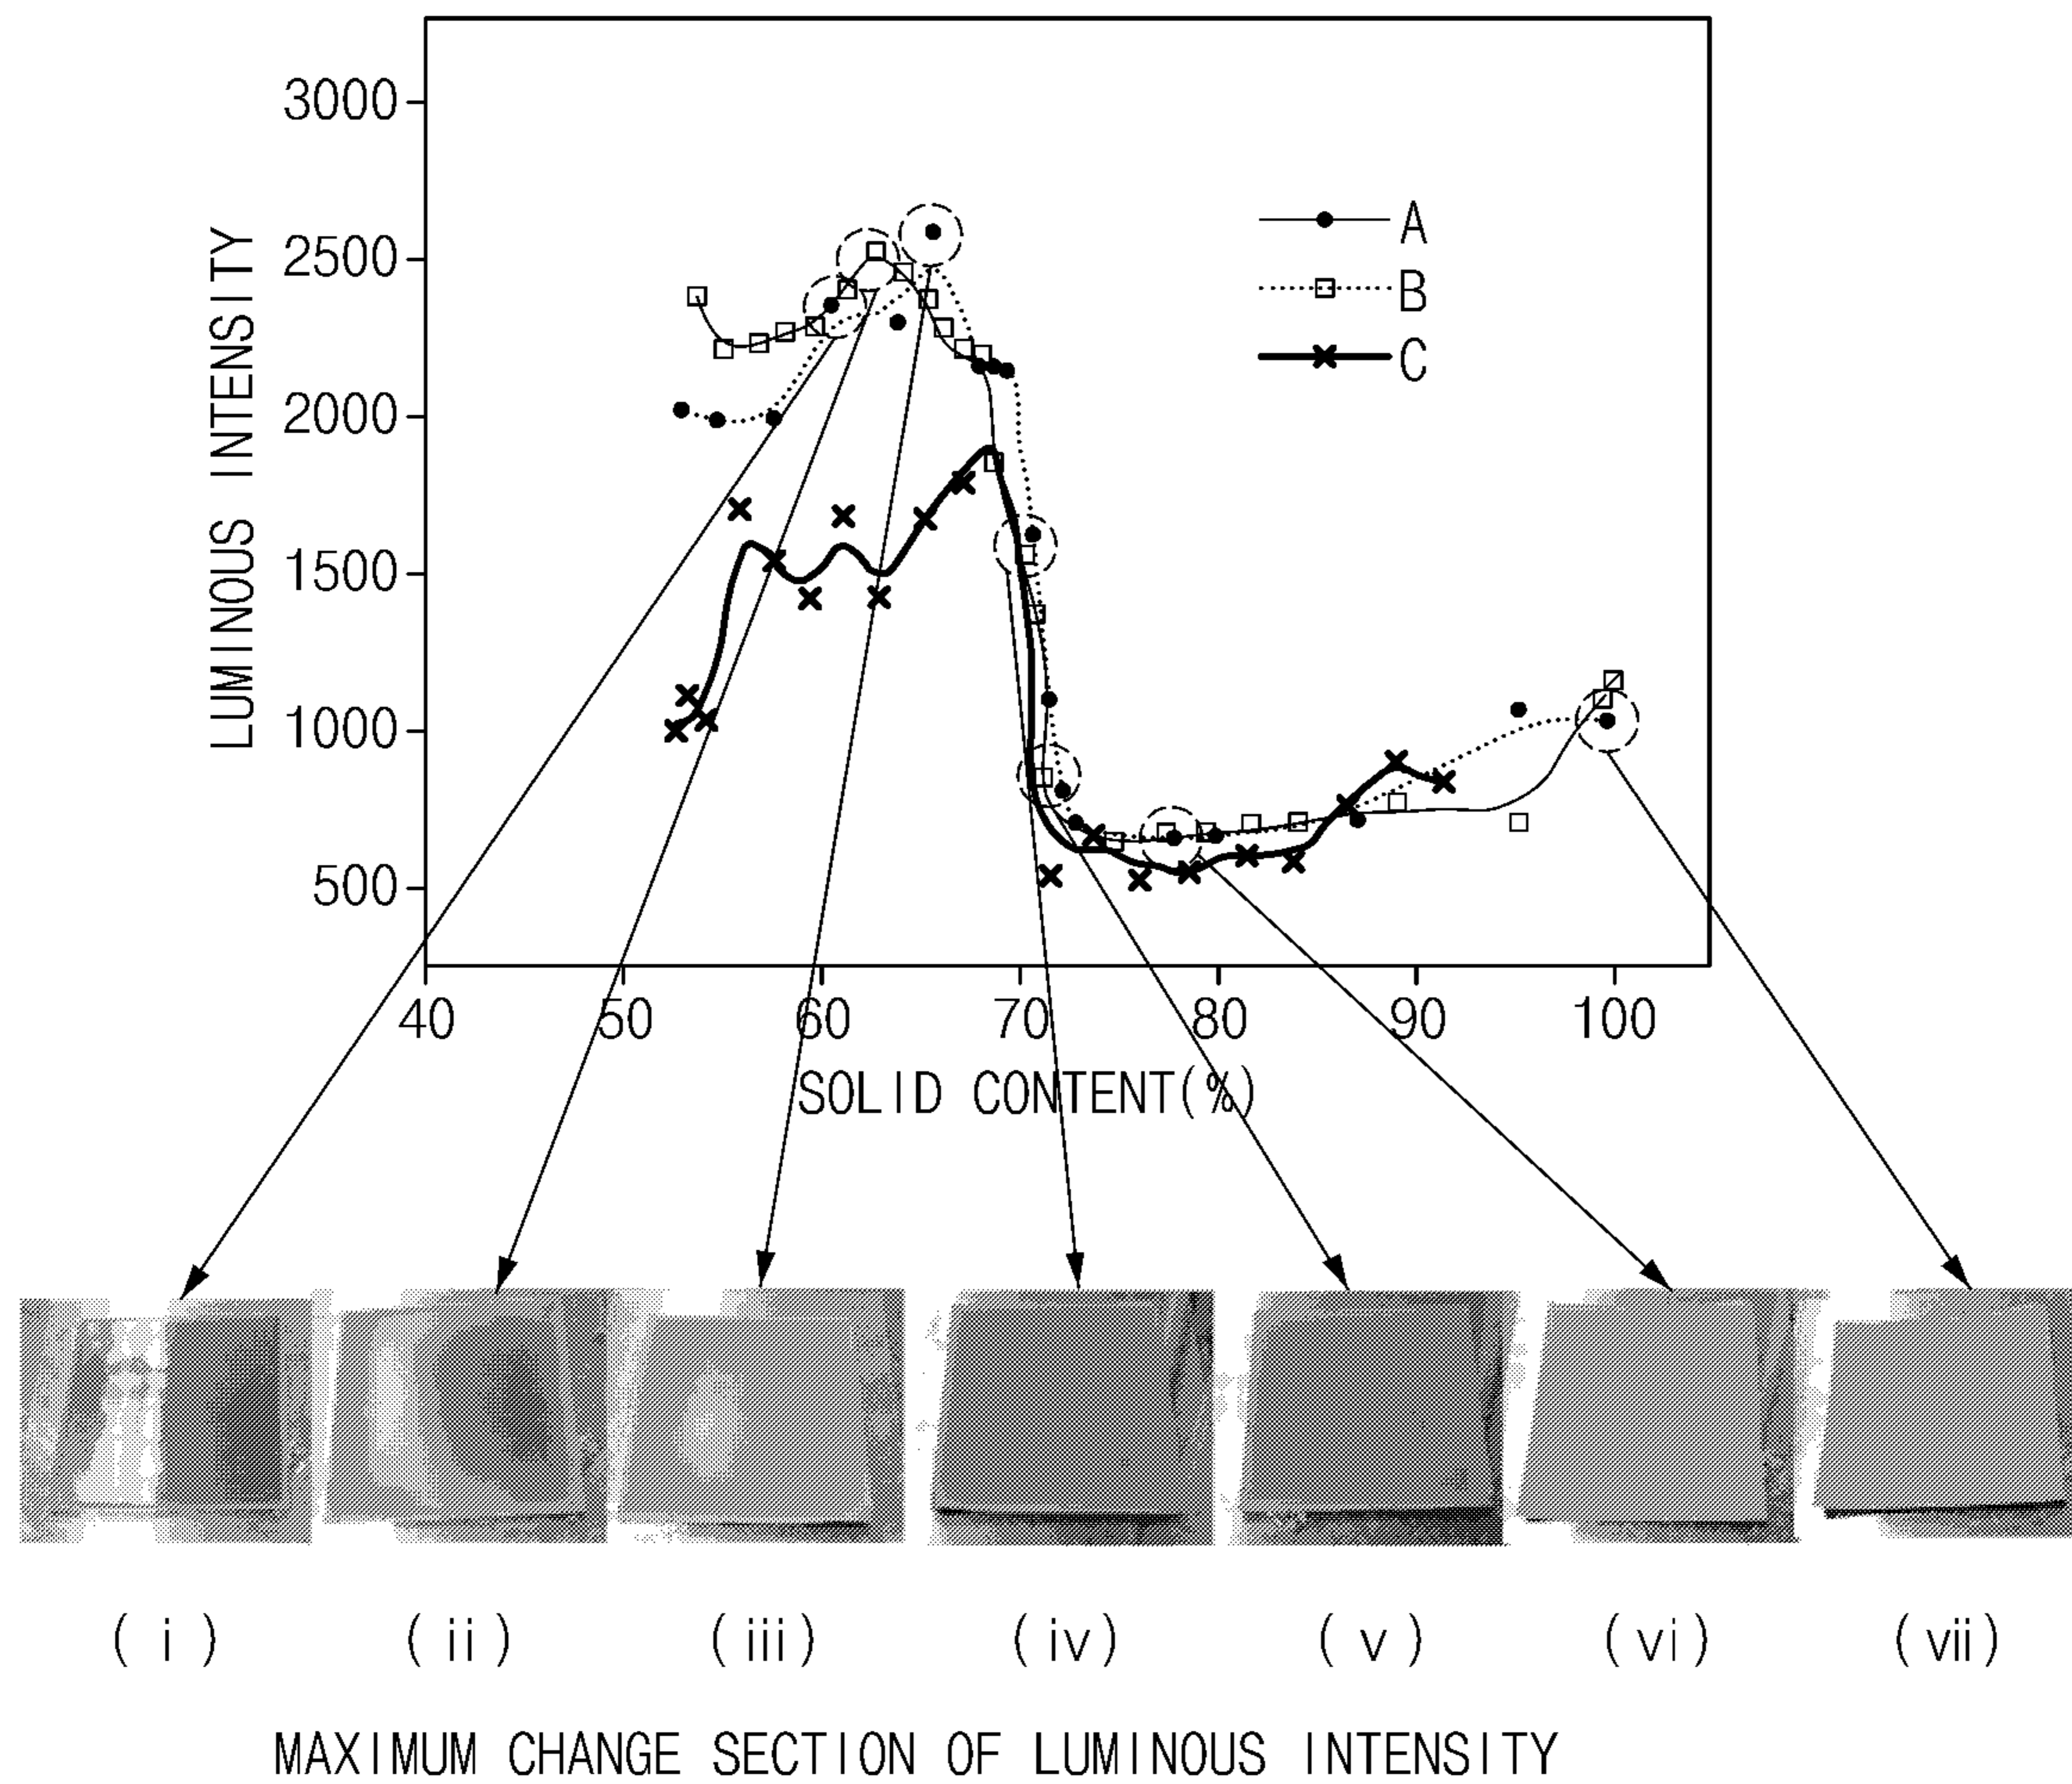 3000
2500
2000
1500
1000
500
LUMINOUS INTENSITY
A
B
C
40 50 60 70 80 90 100
SOLID CONTENT(%)
(i) (ii) (iii) (iv) (v) (vi) (vii)
MAXIMUM CHANGE SECTION OF LUMINOUS INTENSITY